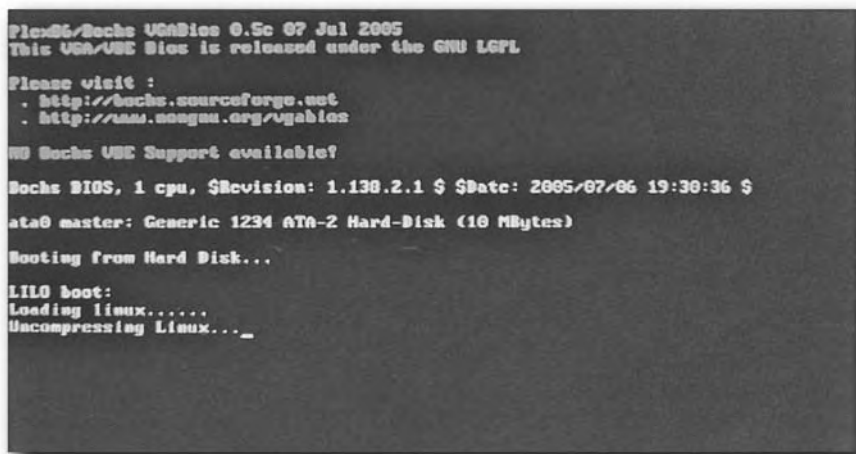 Plex86/Bochs VGABios 0.5c 07 Jul 2005
This VGA/VBE Bios is released under the GNU LGPL
Please visit :
. http://bochs.sourceforge.net
. http://www.nongnu.org/vgabios
NO Bochs VBE Support available!
Bochs BIOS, 1 cpu, $Revision: 1.138.2.1 $ $Date: 2005/07/06 19:30:36 $
ata0 master: Generic 1234 ATA-2 Hard-Disk (10 MBytes)
Booting from Hard Disk...
LILO boot:
Loading linux......
Uncompressing Linux..._